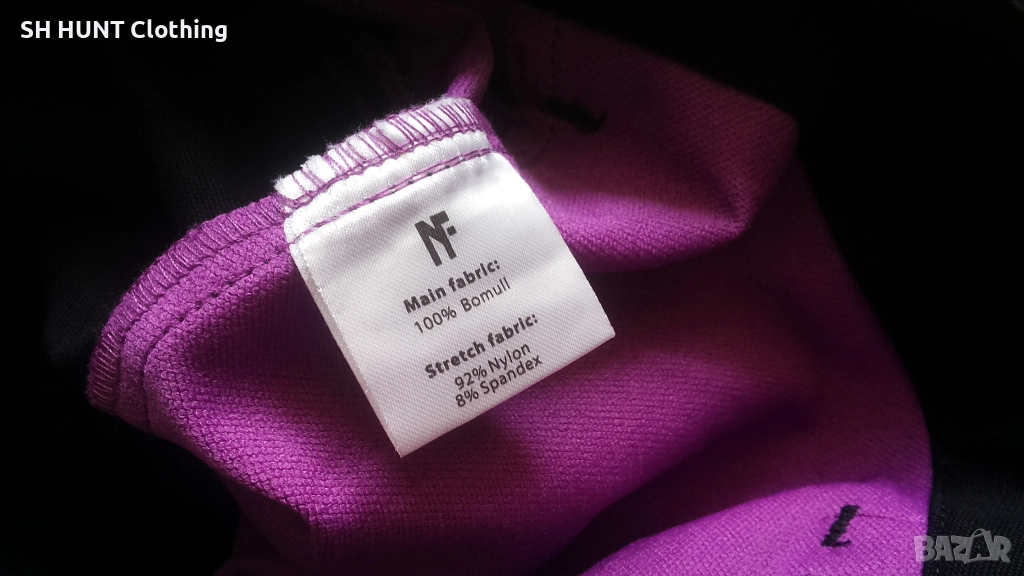 SH HUNT Clothing
NF
Main fabric:
100% Bomull
Stretch fabric:
92% Nylon
8% Spandex
BAZAR